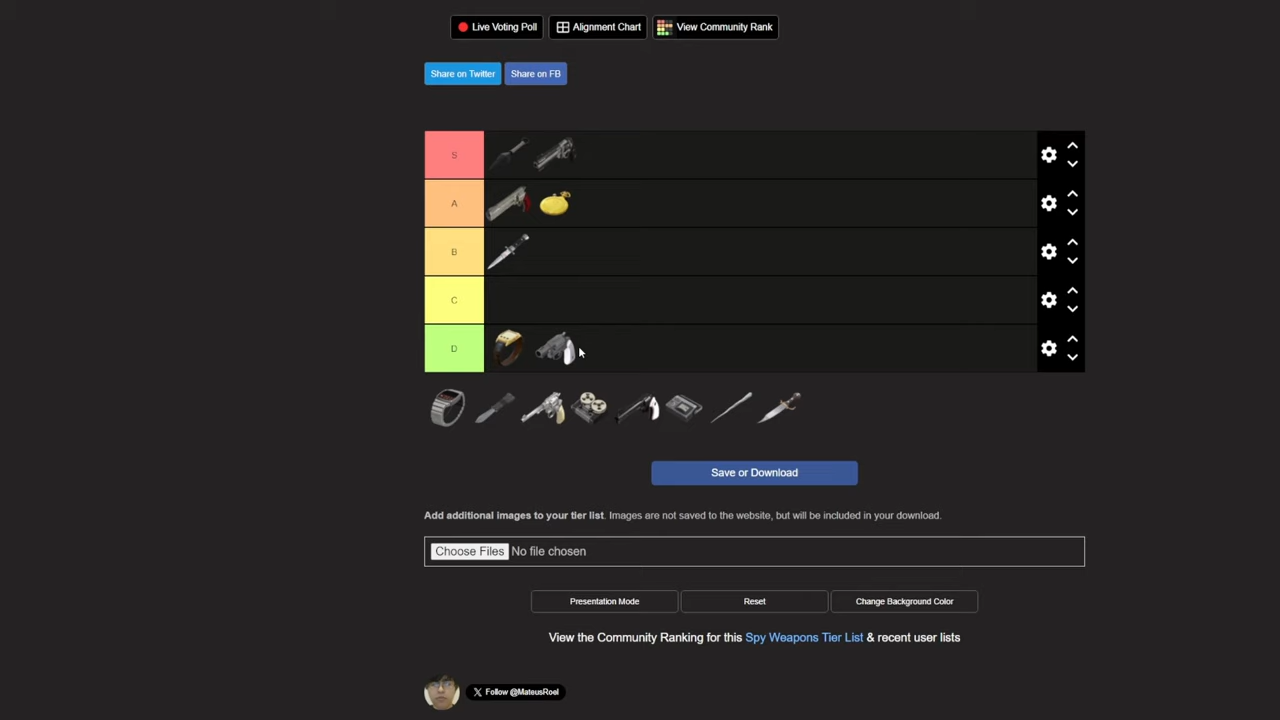 Live Voting Poll
Alignment Chart
View Community Rank
Share on Twitter
Share on FB
S
A
B
C
D
Save or Download
Add additional images to your tier list. Images are not saved to the website, but will be included in your download.
Choose Files No file chosen
Presentation Mode
Reset
Change Background Color
View the Community Ranking for this Spy Weapons Tier List & recent user lists
X Follow @MateusRoel